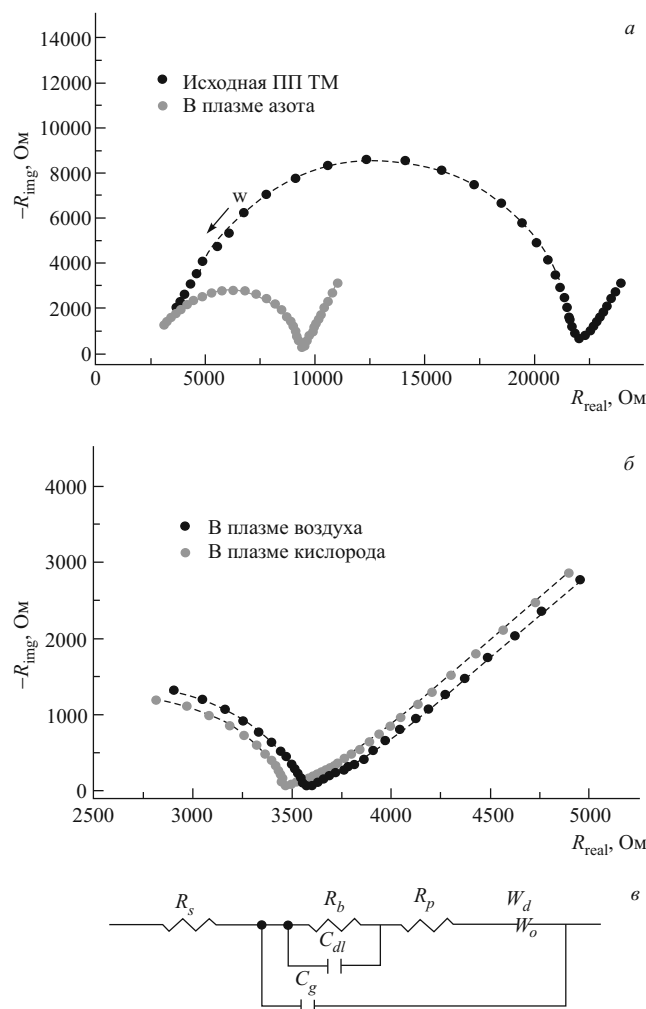 а
14000
12000
10000
8000
6000
4000
2000
0
–R_img, Ом
Исходная ПП ТМ
В плазме азота
w
0 5000 10000 15000 20000
R_real, Ом
б
4000
3000
2000
1000
0
–R_img, Ом
В плазме воздуха
В плазме кислорода
2500 3000 3500 4000 4500 5000
R_real, Ом
в
R_s R_b R_p W_d
C_dl W_o
C_g